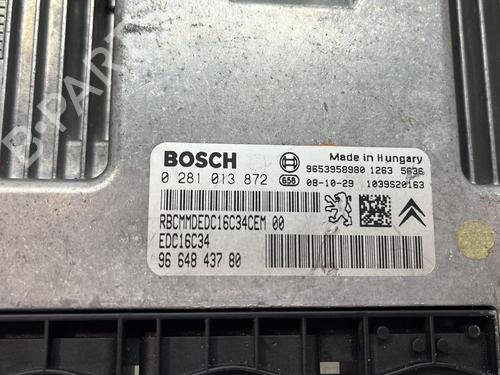 B-PARTS
BOSCH
Made in Hungary
9653958980 1263 5636
0 281 013 872 656 08-10-29 1039S20163
RBCMMDEDC16C34CEM 00
EDC16C34
96 648 437 80